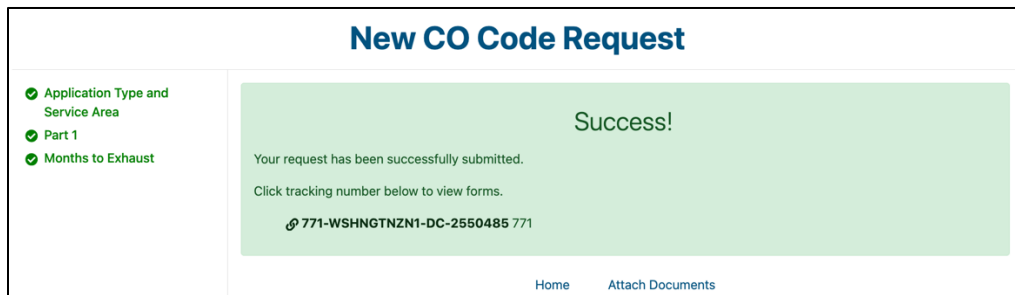 New CO Code Request
Application Type and
Service Area
Part 1
Months to Exhaust
Success!
Your request has been successfully submitted.
Click tracking number below to view forms.
771-WSHNGTNZN1-DC-2550485 771
Home Attach Documents